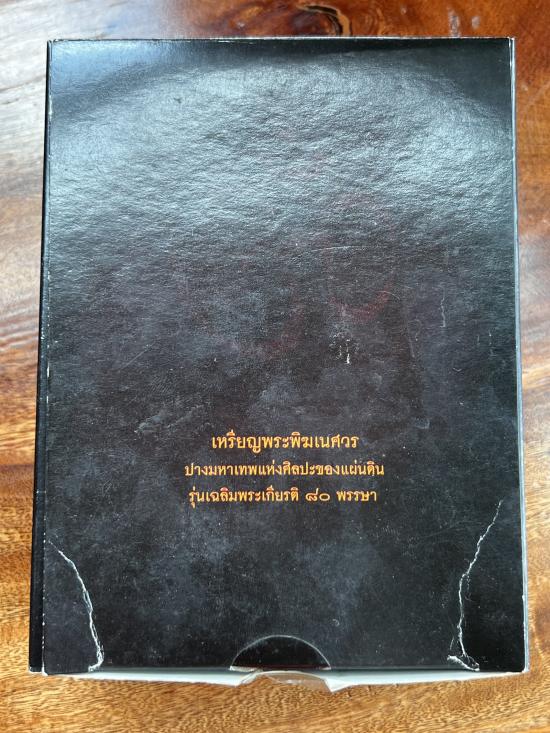 เหรียญพระพิฆเนศวร
ปางมหาเทพแห่งศิลปะของแผ่นดิน
รุ่นเฉลิมพระเกียรติ ๘๐ พรรษา